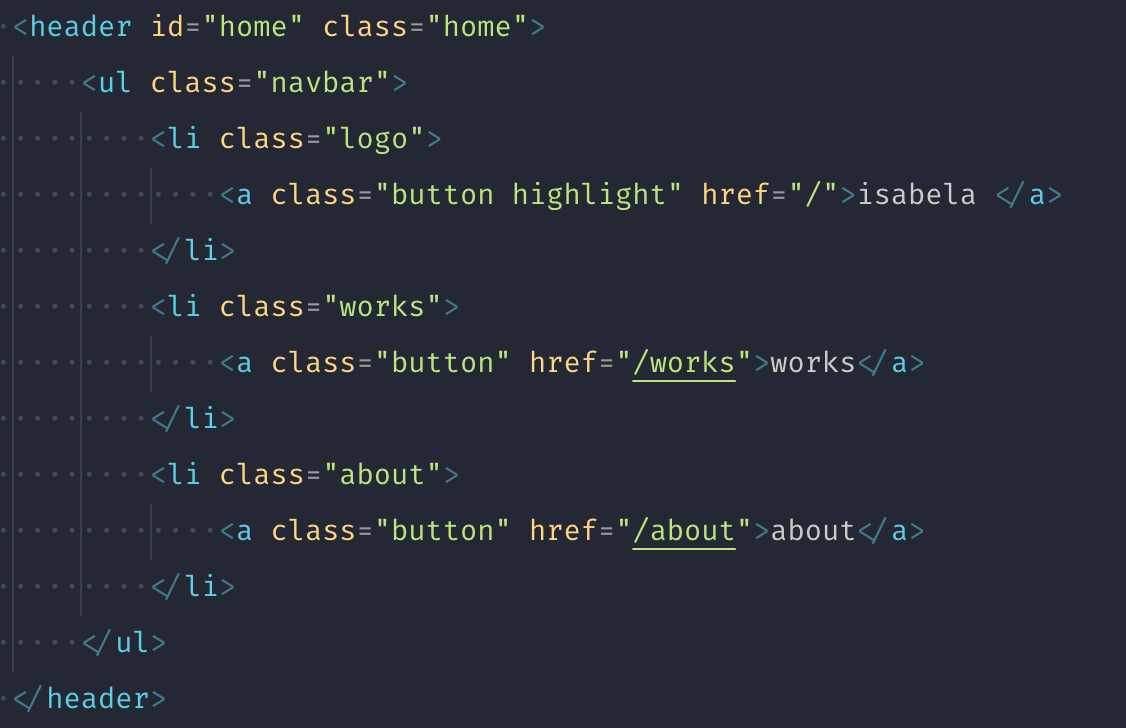 <header id="home" class="home">
    <ul class="navbar">
        <li class="logo">
            <a class="button highlight" href="/">isabela </a>
        </li>
        <li class="works">
            <a class="button" href="/works">works</a>
        </li>
        <li class="about">
            <a class="button" href="/about">about</a>
        </li>
    </ul>
</header>